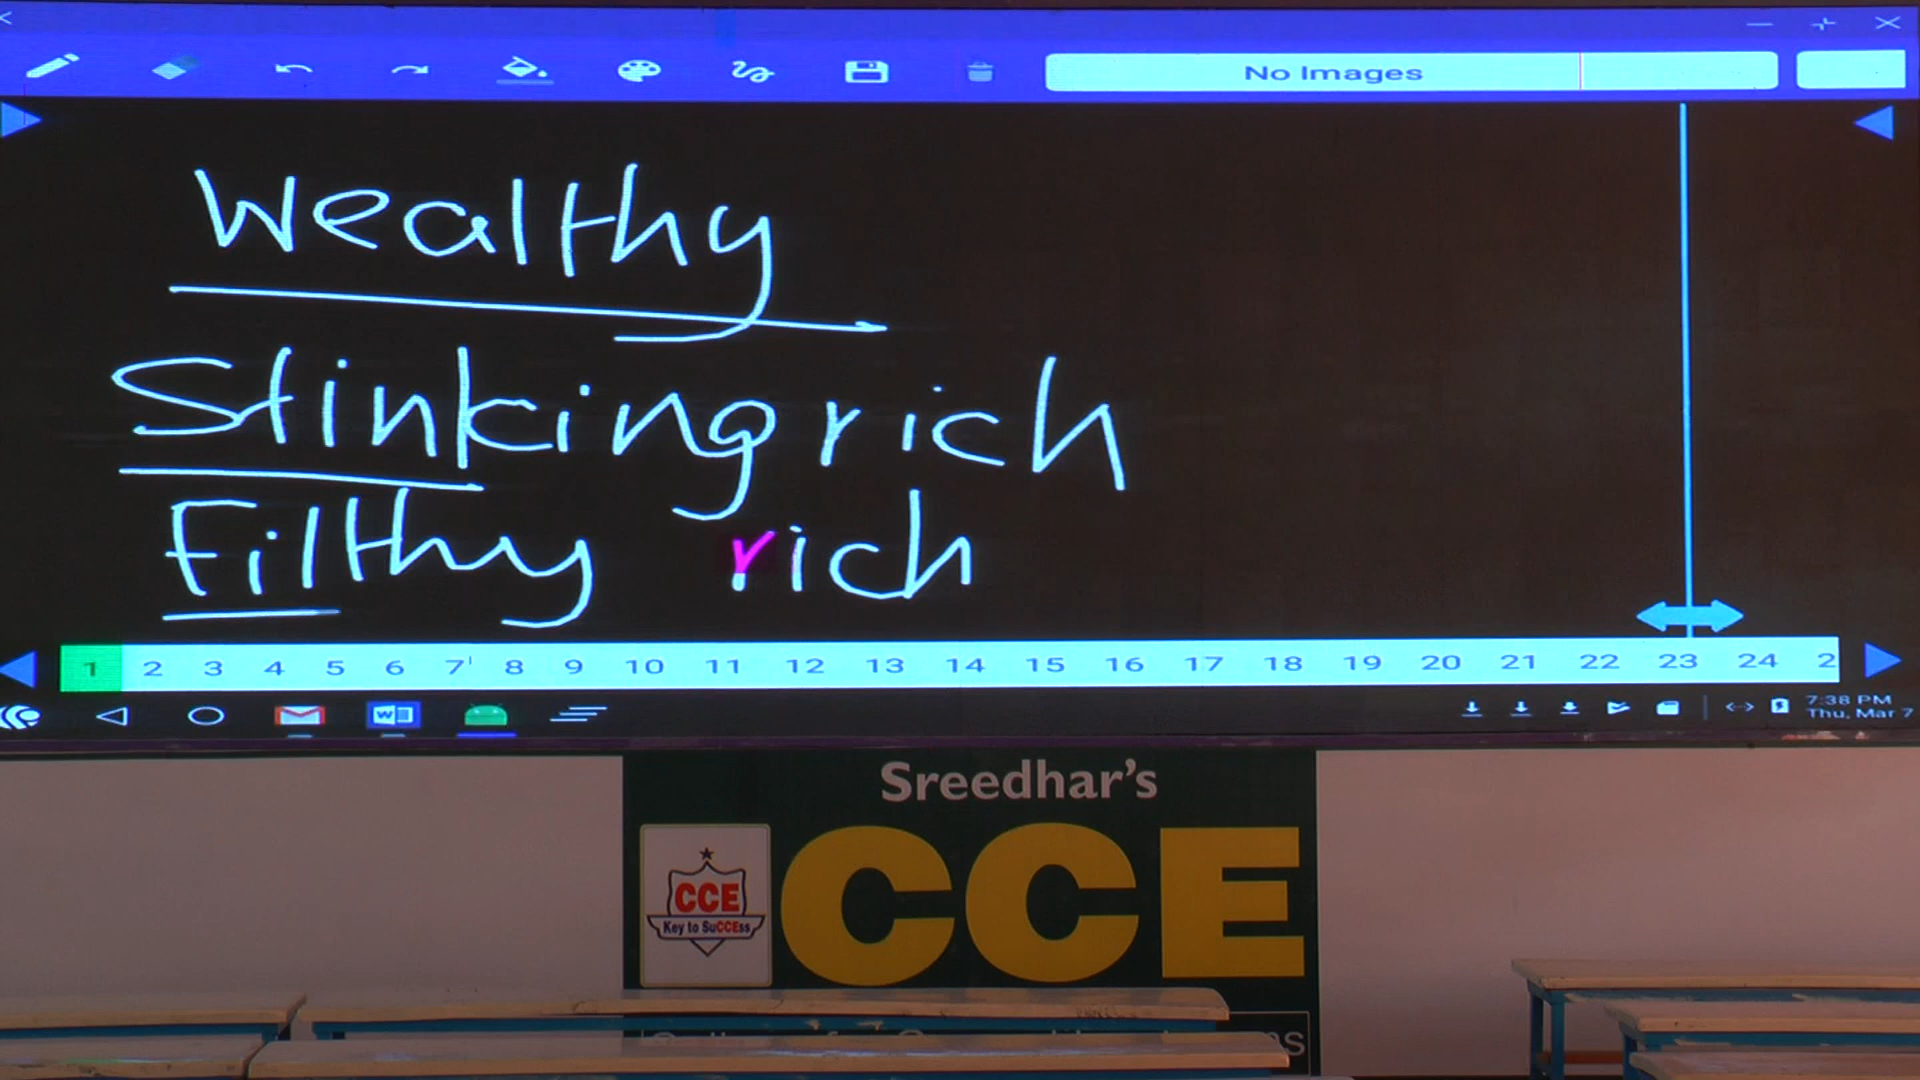 No Images
Wealthy
Stinking rich
Filthy rich
1 2 3 4 5 6 7 8 9 10 11 12 13 14 15 16 17 18 19 20 21 22 23 24 2
7:38 PM
Thu, Mar 7
Sreedhar's
CCE
CCE
Key to SuCCEss